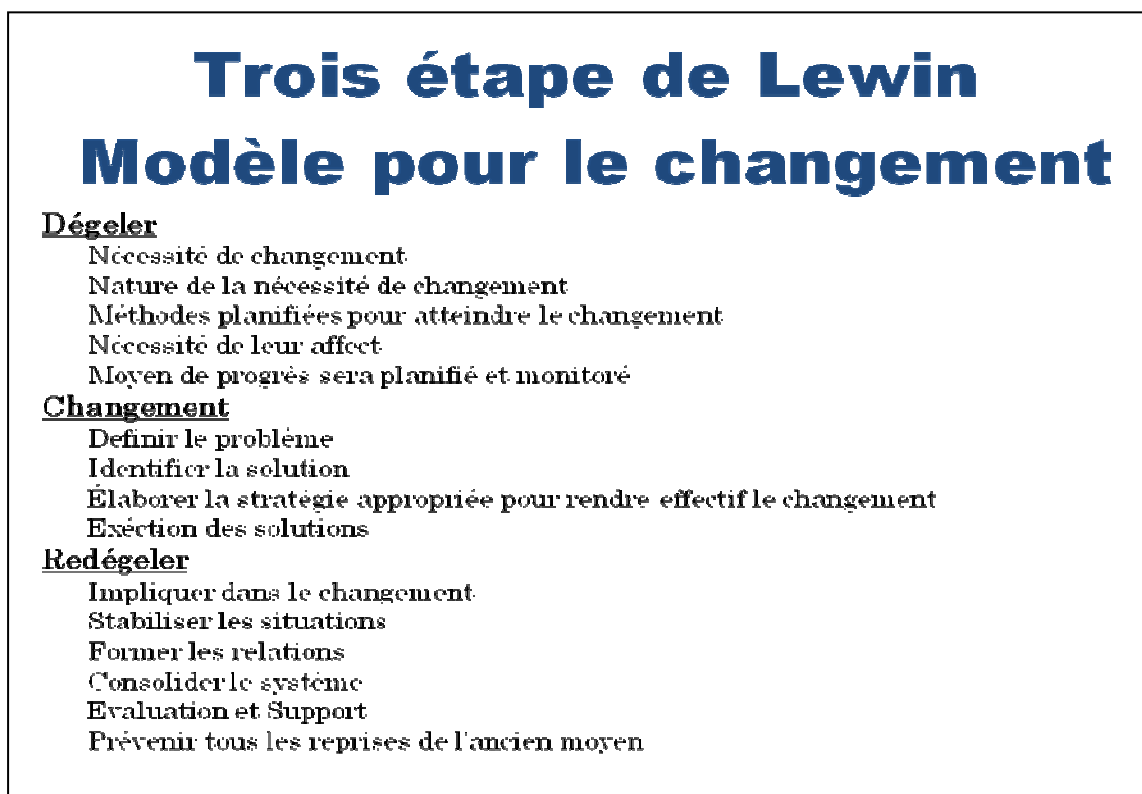 Trois étape de Lewin
Modèle pour le changement
Dégeler
Nécessité de changement
Nature de la nécessité de changement
Méthodes planifiées pour atteindre le changement
Nécessité de leur affect
Moyen de progrès sera planifié et monitoré
Changement
Definir le problème
Identifier la solution
Élaborer la stratégie appropriée pour rendre effectif le changement
Exéction des solutions
Redégeler
Impliquer dans le changement
Stabiliser les situations
Former les relations
Consolider le système
Evaluation et Support
Prévenir tous les reprises de l'ancien moyen